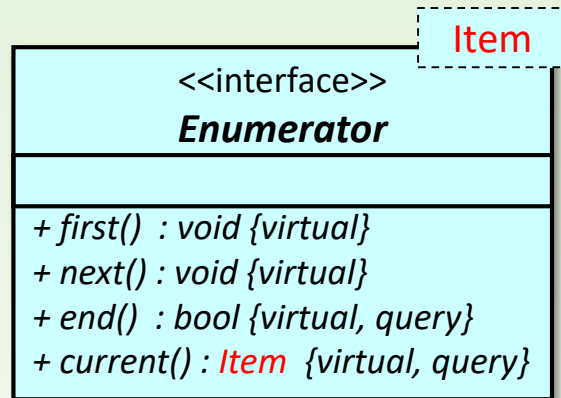 Item
<<interface>>
Enumerator
+ first() : void {virtual}
+ next() : void {virtual}
+ end() : bool {virtual, query}
+ current() : Item {virtual, query}